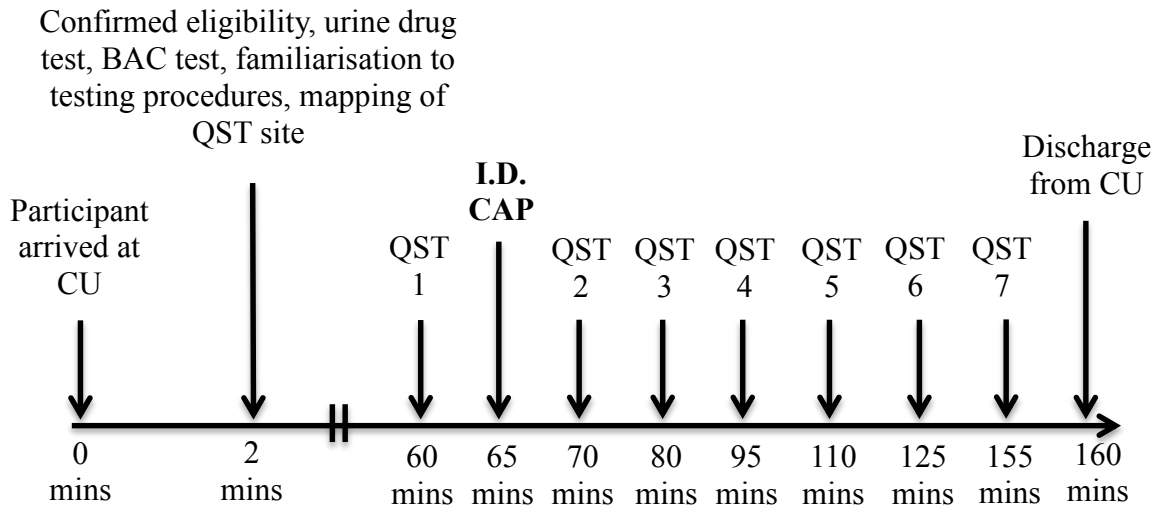 Confirmed eligibility, urine drug
test, BAC test, familiarisation to
testing procedures, mapping of
QST site
Participant
arrived at
CU
QST
1
I.D.
CAP
QST
2
QST
3
QST
4
QST
5
QST
6
QST
7
Discharge
from CU
0
mins
2
mins
60
mins
65
mins
70
mins
80
mins
95
mins
110
mins
125
mins
155
mins
160
mins